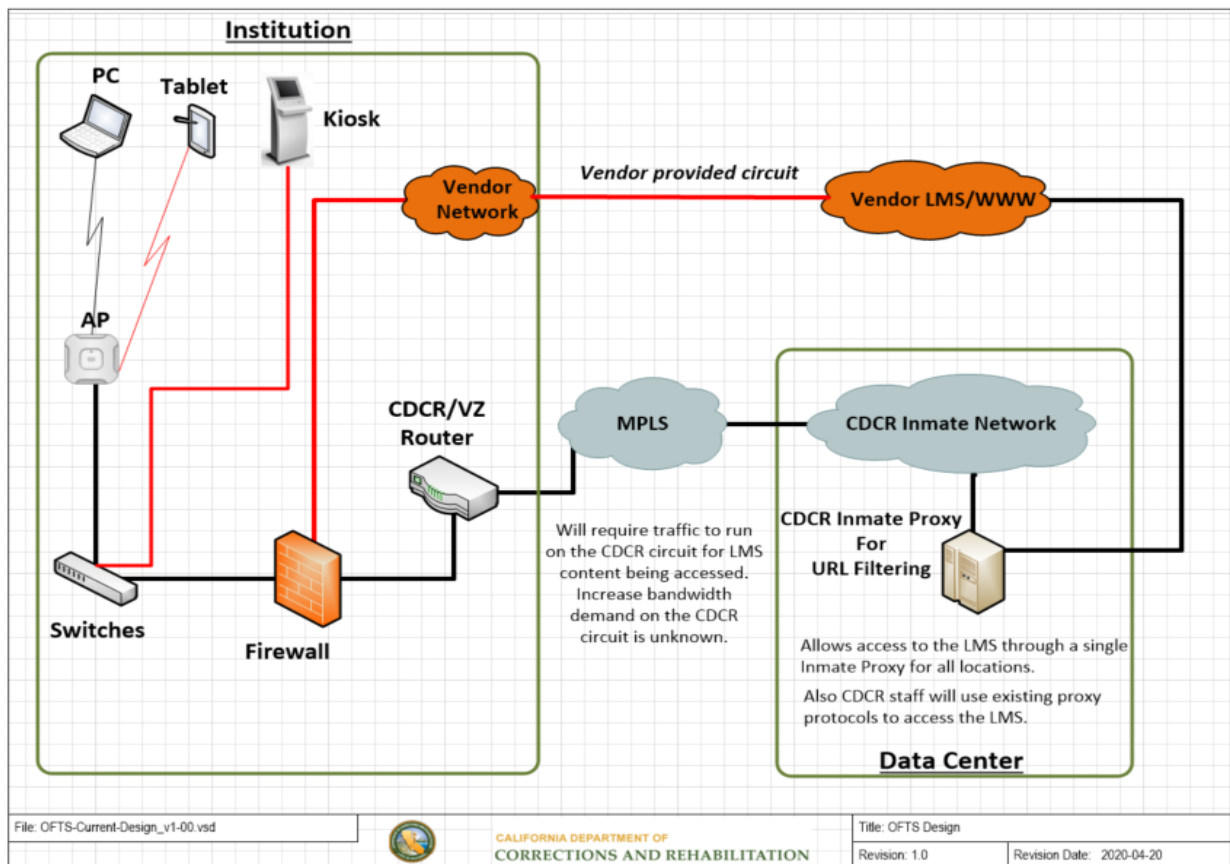 Institution
PC
Tablet
Kiosk
Vendor
Network
Vendor provided circuit
Vendor LMS/WWW
AP
CDCR/VZ
Router
MPLS
CDCR Inmate Network
Switches
Firewall
Will require traffic to run
on the CDCR circuit for LMS
content being accessed.
Increase bandwidth
demand on the CDCR
circuit is unknown.
CDCR Inmate Proxy
For
URL Filtering
Allows access to the LMS through a single
Inmate Proxy for all locations.
Also CDCR staff will use existing proxy
protocols to access the LMS.
Data Center
File: OFTS-Current-Design_v1-00.vsd
CALIFORNIA DEPARTMENT OF
CORRECTIONS AND REHABILITATION
Title: OFTS Design
Revision: 1.0
Revision Date: 2020-04-20